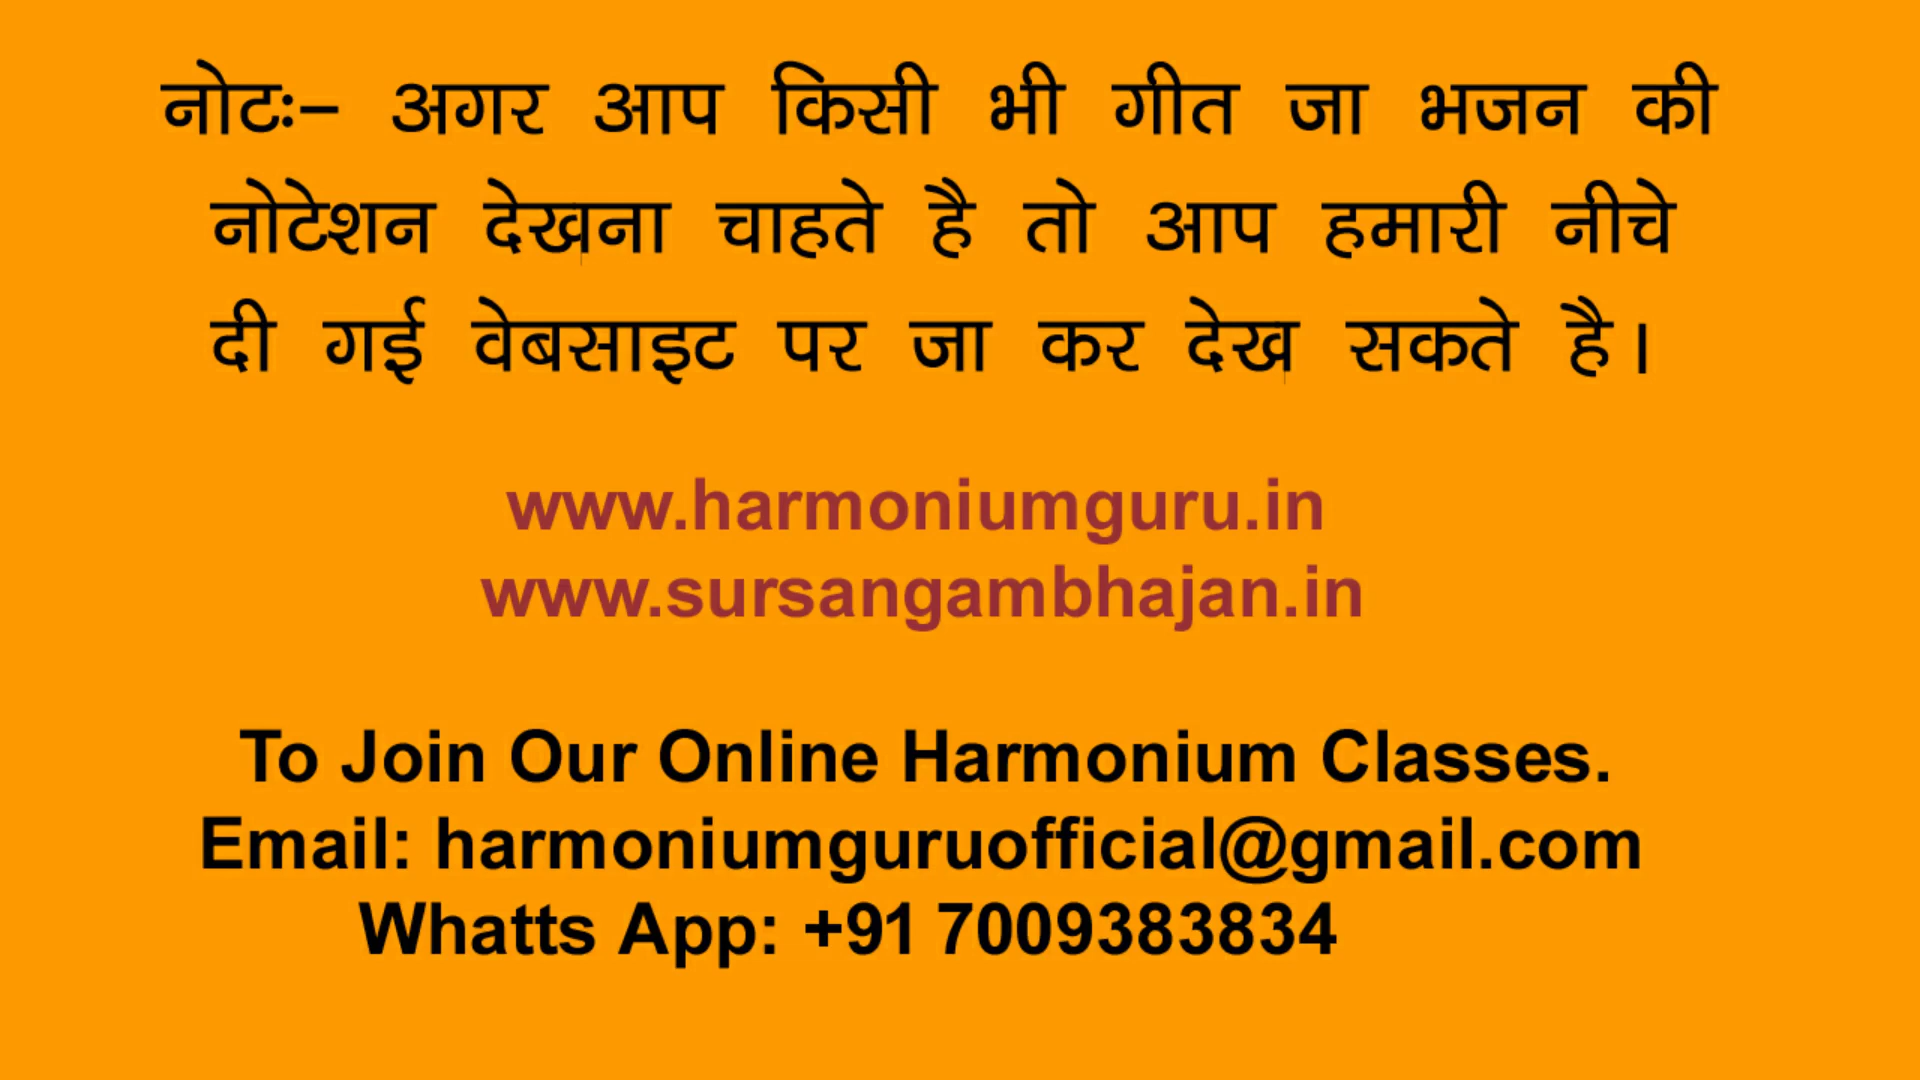 नोटः– अगर आप किसी भी गीत जा भजन की
नोटेशन देखना चाहते है तो आप हमारी नीचे
दी गई वेबसाइट पर जा कर देख सकते है।
www.harmoniumguru.in
www.sursangambhajan.in
To Join Our Online Harmonium Classes.
Email: harmoniumguruofficial@gmail.com
Whatts App: +91 7009383834